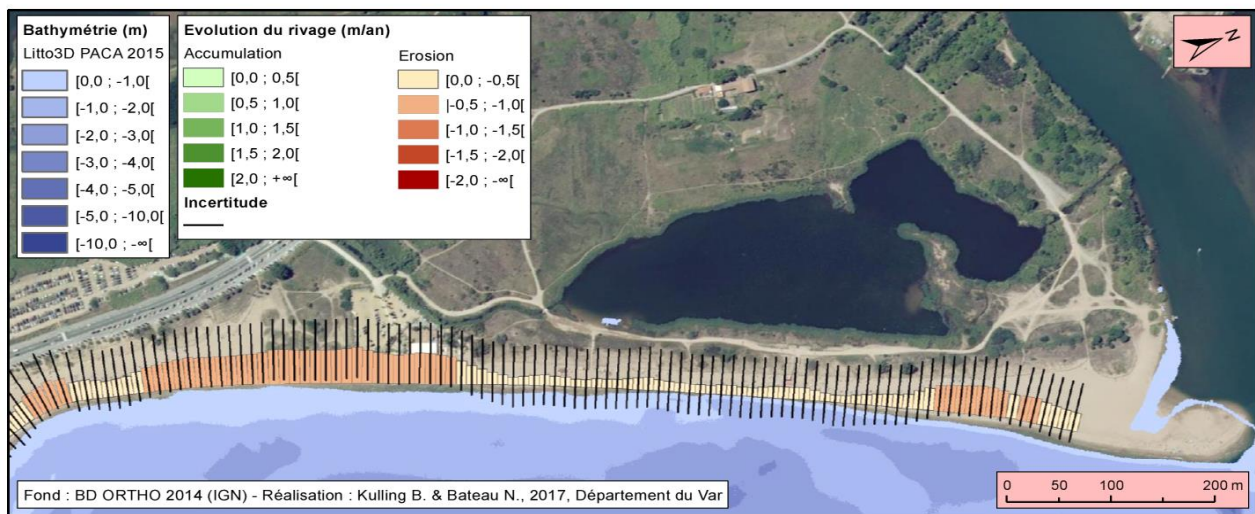 Bathymétrie (m)
Litto3D PACA 2015
[0,0 ; -1,0[
[-1,0 ; -2,0[
[-2,0 ; -3,0[
[-3,0 ; -4,0[
[-4,0 ; -5,0[
[-5,0 ; -10,0[
[-10,0 ; -∞[
Evolution du rivage (m/an)
Accumulation
[0,0 ; 0,5[
[0,5 ; 1,0[
[1,0 ; 1,5[
[1,5 ; 2,0[
[2,0 ; +∞[
Erosion
[0,0 ; -0,5[
[-0,5 ; -1,0[
[-1,0 ; -1,5[
[-1,5 ; -2,0[
[-2,0 ; -∞[
Incertitude
N
Fond : BD ORTHO 2014 (IGN) - Réalisation : Kulling B. & Bateau N., 2017, Département du Var
0 50 100 200 m